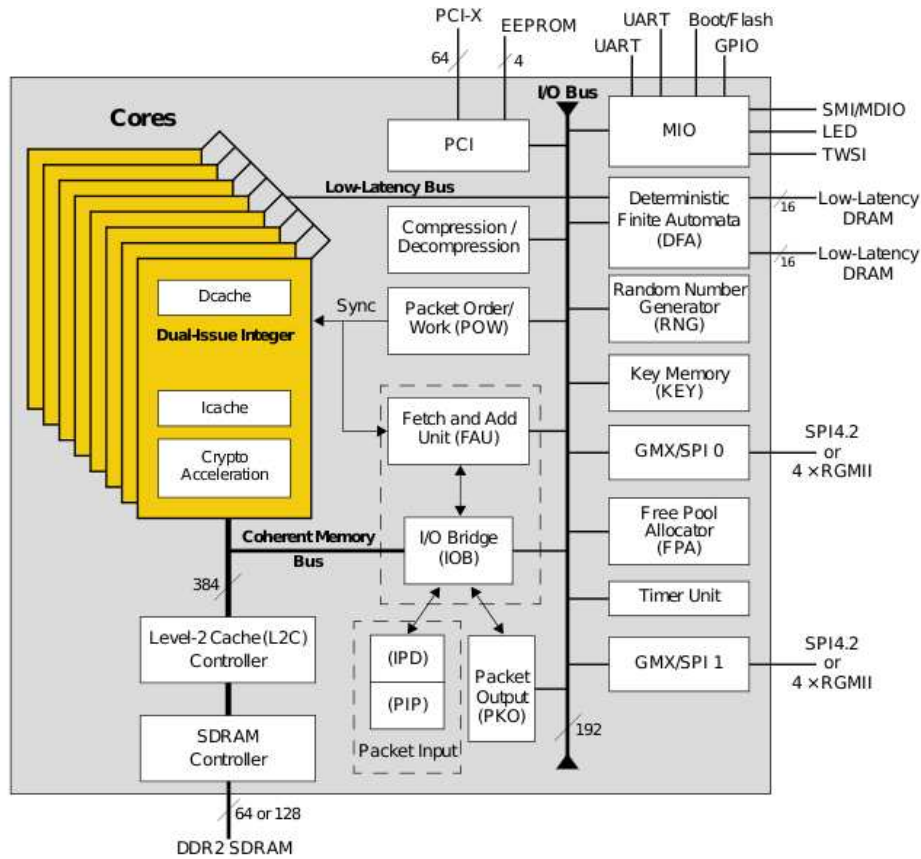 PCI-X
EEPROM
64
4
UART
UART
Boot/Flash
GPIO
I/O Bus
Cores
PCI
MIO
SMI/MDIO
LED
TWSI
Low-Latency Bus
Compression /
Decompression
Deterministic
Finite Automata
(DFA)
16
Low-Latency
DRAM
16
Low-Latency
DRAM
Dcache
Dual-Issue Integer
Sync
Packet Order/
Work (POW)
Random Number
Generator
(RNG)
Icache
Crypto
Acceleration
Fetch and Add
Unit (FAU)
Key Memory
(KEY)
GMX/SPI 0
SPI4.2
or
4 × RGMII
Coherent Memory
Bus
I/O Bridge
(IOB)
Free Pool
Allocator
(FPA)
384
Timer Unit
Level-2 Cache (L2C)
Controller
(IPD)
(PIP)
Packet Input
Packet
Output
(PKO)
GMX/SPI 1
SPI4.2
or
4 × RGMII
192
SDRAM
Controller
64 or 128
DDR2 SDRAM